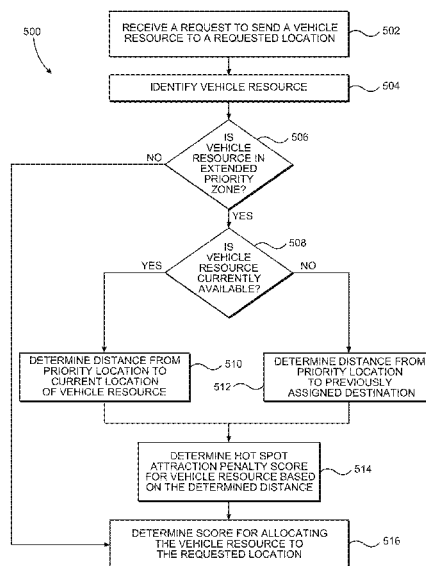 500
RECEIVE A REQUEST TO SEND A VEHICLE
RESOURCE TO A REQUESTED LOCATION
502
IDENTIFY VEHICLE RESOURCE
504
IS
VEHICLE
RESOURCE IN
EXTENDED
PRIORITY
ZONE?
506
NO
YES
IS
VEHICLE
RESOURCE
CURRENTLY
AVAILABLE?
508
YES
NO
DETERMINE DISTANCE FROM
PRIORITY LOCATION TO
CURRENT LOCATION
OF VEHICLE RESOURCE
510
512
DETERMINE DISTANCE FROM
PRIORITY LOCATION
TO PREVIOUSLY
ASSIGNED DESTINATION
DETERMINE HOT SPOT
ATTRACTION PENALTY SCORE
FOR VEHICLE RESOURCE BASED
ON THE DETERMINED DISTANCE
514
DETERMINE SCORE FOR ALLOCATING
THE VEHICLE RESOURCE TO
THE REQUESTED LOCATION
516